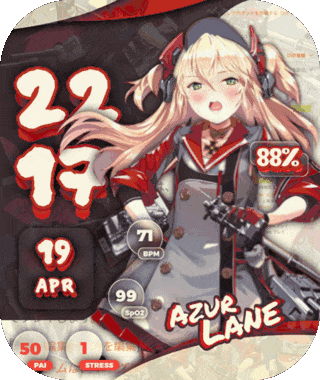 22
17
88%
19
APR
71
BPM
99
SpO2
AZUR
LANE
50
PAI
1
STRESS